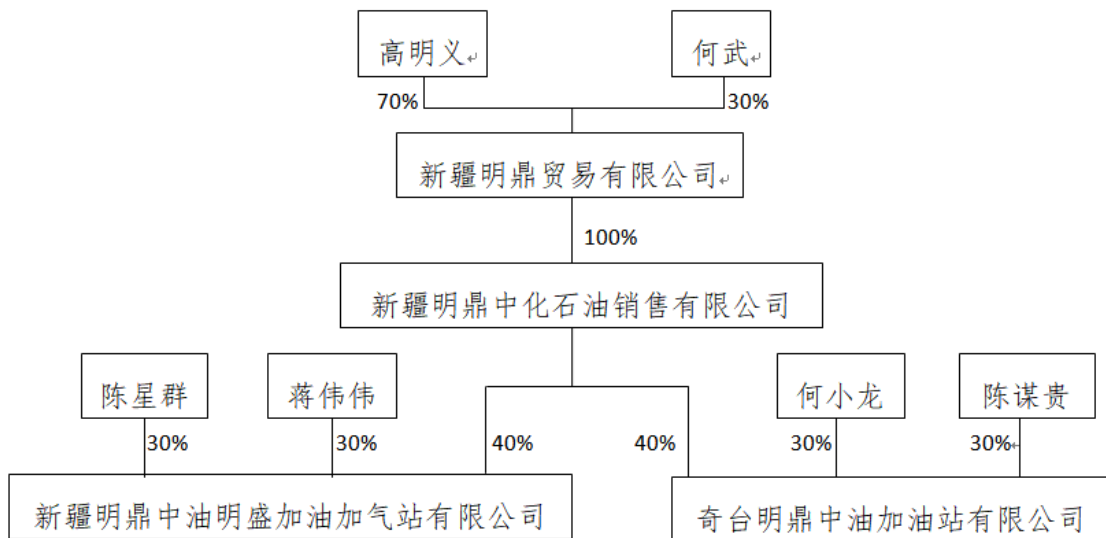 高明义
何武
70%
30%
新疆明鼎贸易有限公司
100%
新疆明鼎中化石油销售有限公司
陈星群
蒋伟伟
何小龙
陈谋贵
30%
30%
40%
40%
30%
30%
新疆明鼎中油明盛加油加气站有限公司
奇台明鼎中油加油站有限公司